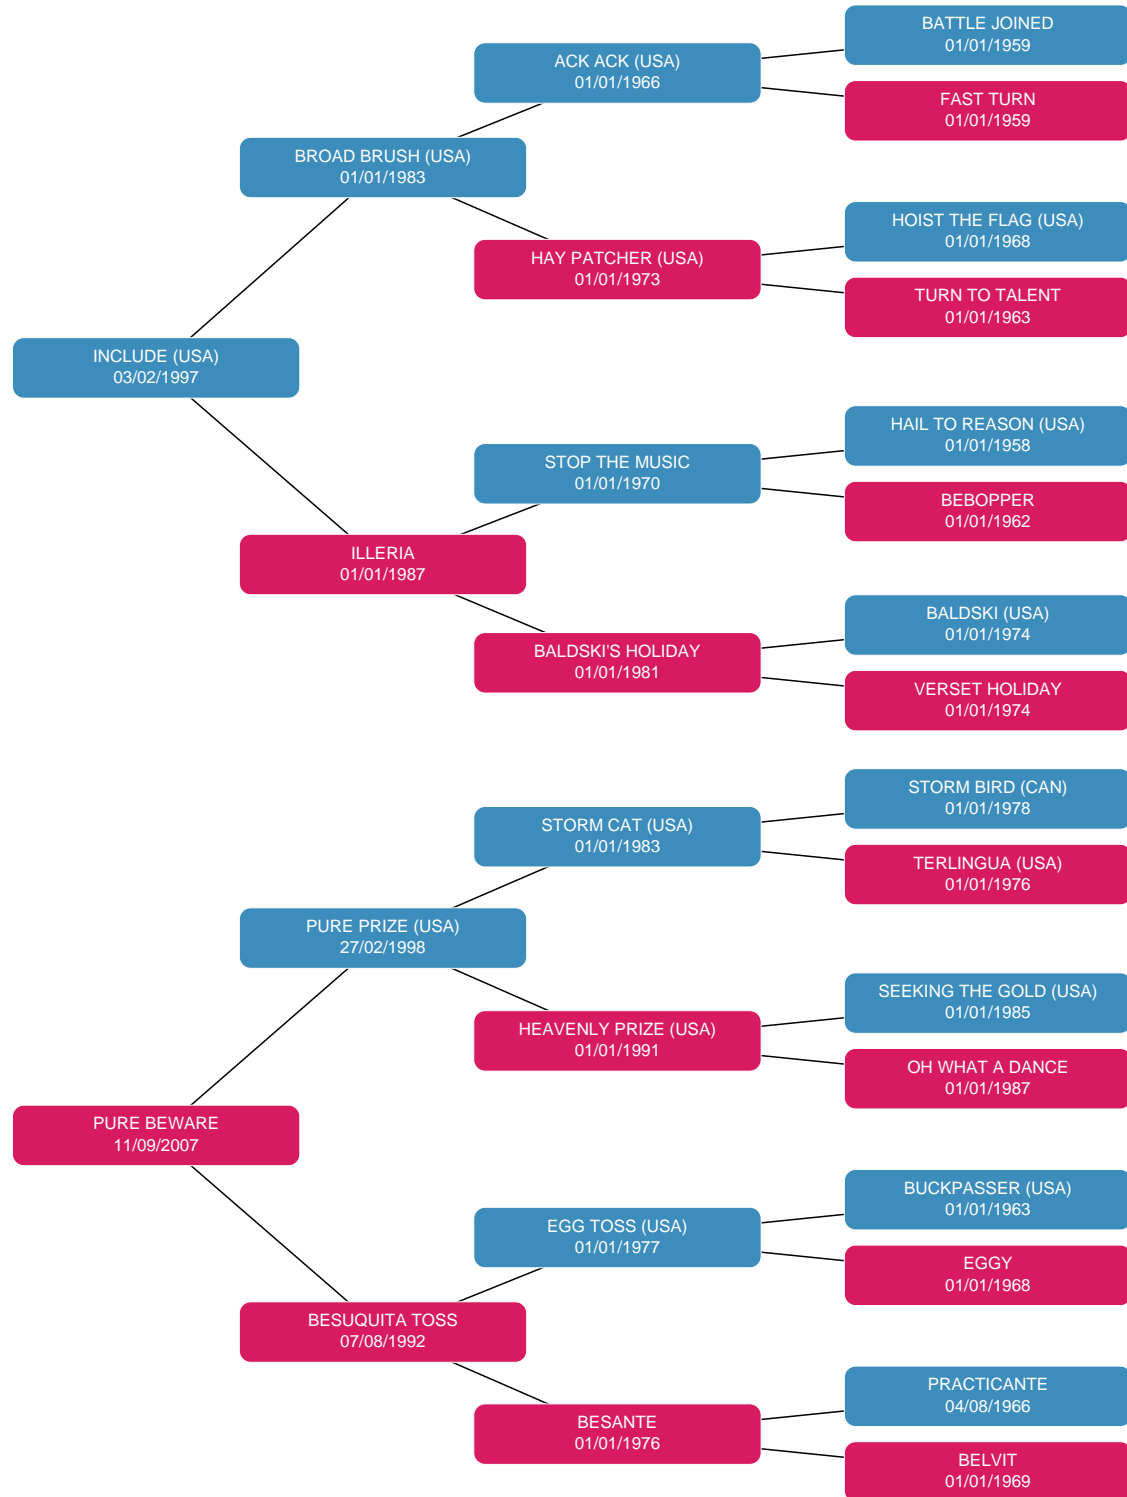 BATTLE JOINED
01/01/1959
ACK ACK (USA)
01/01/1966
FAST TURN
01/01/1959
BROAD BRUSH (USA)
01/01/1983
HOIST THE FLAG (USA)
01/01/1968
HAY PATCHER (USA)
01/01/1973
TURN TO TALENT
01/01/1963
INCLUDE (USA)
03/02/1997
HAIL TO REASON (USA)
01/01/1958
STOP THE MUSIC
01/01/1970
BEBOPPER
01/01/1962
ILLERIA
01/01/1987
BALDSKI (USA)
01/01/1974
BALDSKI'S HOLIDAY
01/01/1981
VERSET HOLIDAY
01/01/1974
STORM BIRD (CAN)
01/01/1978
STORM CAT (USA)
01/01/1983
TERLINGUA (USA)
01/01/1976
PURE PRIZE (USA)
27/02/1998
SEEKING THE GOLD (USA)
01/01/1985
HEAVENLY PRIZE (USA)
01/01/1991
OH WHAT A DANCE
01/01/1987
PURE BEWARE
11/09/2007
BUCKPASSER (USA)
01/01/1963
EGG TOSS (USA)
01/01/1977
EGGY
01/01/1968
BESUQUITA TOSS
07/08/1992
PRACTICANTE
04/08/1966
BESANTE
01/01/1976
BELVIT
01/01/1969